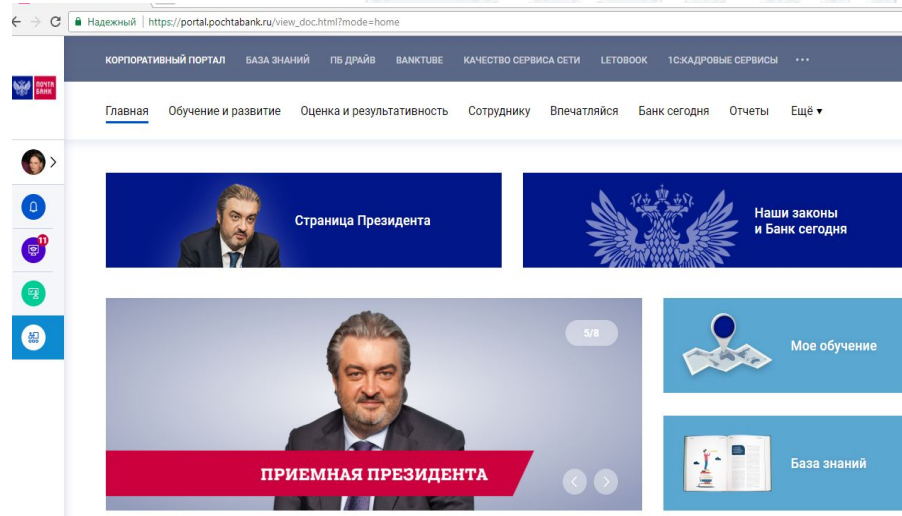 Надежный | https://portal.pochtabank.ru/view_doc.html?mode=home
КОРПОРАТИВНЫЙ ПОРТАЛ БАЗА ЗНАНИЙ ПБ ДРАЙВ BANKTUBE КАЧЕСТВО СЕРВИСА СЕТИ LETOBOOK 1С:КАДРОВЫЕ СЕРВИСЫ ...
ПОЧТА
БАНК
Главная Обучение и развитие Оценка и результативность Сотруднику Впечатляйся Банк сегодня Отчеты Ещё ▾
11
Страница Президента
Наши законы
и Банк сегодня
5/8
ПРИЕМНАЯ ПРЕЗИДЕНТА
Мое обучение
База знаний